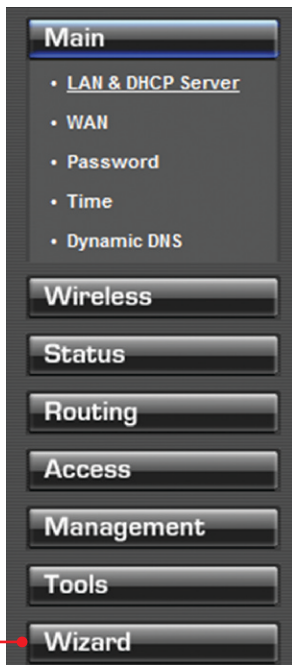 Main
• LAN & DHCP Server
• WAN
• Password
• Time
• Dynamic DNS
Wireless
Status
Routing
Access
Management
Tools
Wizard